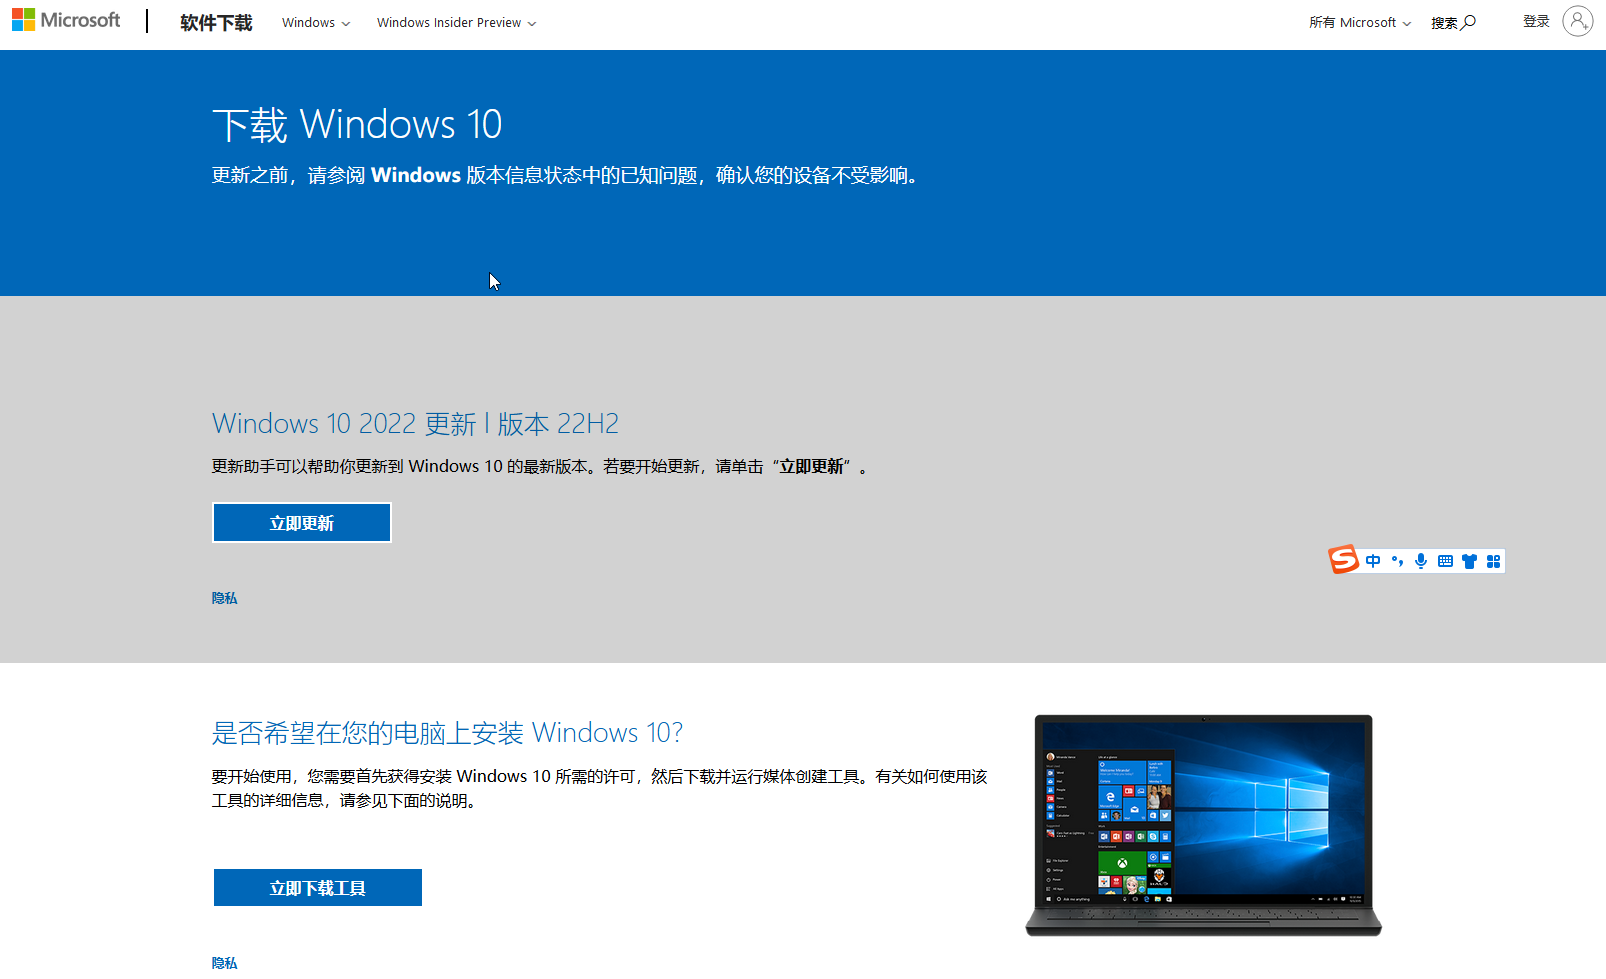 Microsoft 软件下载 Windows Windows Insider Preview 所有 Microsoft 搜索 登录
下载 Windows 10
更新之前，请参阅 Windows 版本信息状态中的已知问题，确认您的设备不受影响。
Windows 10 2022 更新 | 版本 22H2
更新助手可以帮助你更新到 Windows 10 的最新版本。若要开始更新，请单击“立即更新”。
立即更新
中
隐私
是否希望在您的电脑上安装 Windows 10?
要开始使用，您需要首先获得安装 Windows 10 所需的许可，然后下载并运行媒体创建工具。有关如何使用该
工具的详细信息，请参见下面的说明。
立即下载工具
隐私